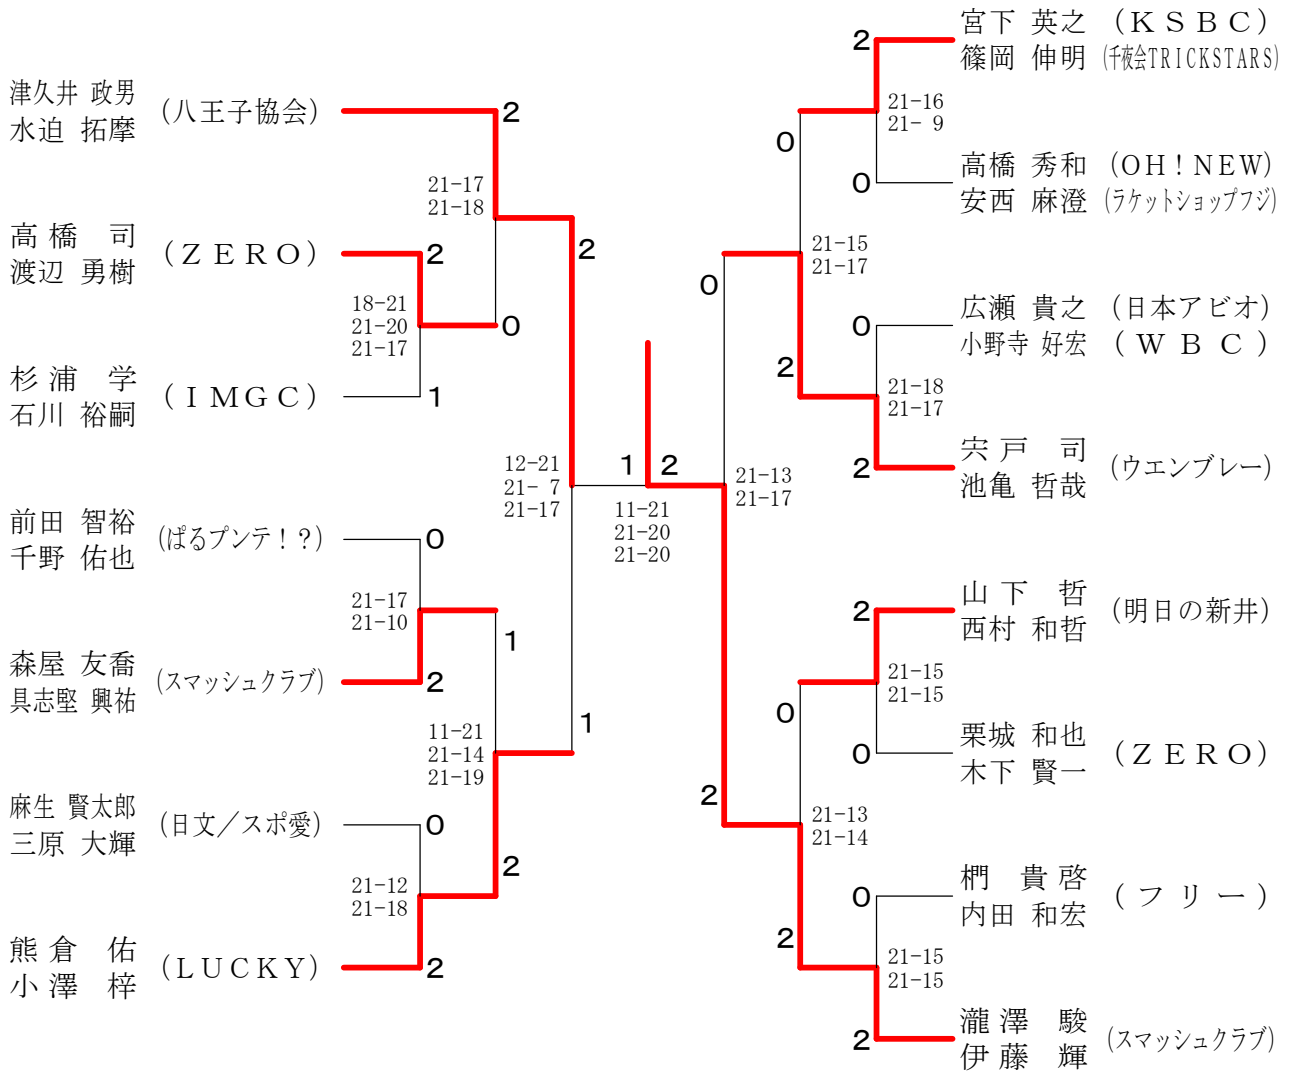 津久井 政男
水迫 拓摩
(八王子協会)
2
21-17
21-18
高橋 司
渡辺 勇樹
(ZERO)
2
18-21
21-20
21-17
0
杉浦 学
石川 裕嗣
(IMGC)
1
2
前田 智裕
千野 佑也
(ぱるプンテ！？)
0
21-17
21-10
1
森屋 友喬
具志堅 興祐
(スマッシュクラブ)
2
11-21
21-14
21-19
1
麻生 賢太郎
三原 大輝
(日文／スポ愛)
0
21-12
21-18
2
熊倉 佑
小澤 梓
(LUCKY)
2
12-21
21- 7
21-17
1
2
11-21
21-20
21-20
宮下 英之 (KSBC)
篠岡 伸明 (千夜会TRICKSTARS)
2
21-16
21- 9
0
高橋 秀和 (OH！NEW)
安西 麻澄 (ラケットショップフジ)
0
21-15
21-17
0
広瀬 貴之 (日本アビオ)
小野寺 好宏 (WBC)
0
21-18
21-17
2
宍戸 司
池亀 哲哉
(ウエンブレー)
2
21-13
21-17
山下 哲
西村 和哲
(明日の新井)
2
21-15
21-15
0
栗城 和也
木下 賢一
(ZERO)
0
2
21-13
21-14
椚 貴啓
内田 和宏
(フリー)
0
21-15
21-15
2
瀧澤 駿
伊藤 輝
(スマッシュクラブ)
2